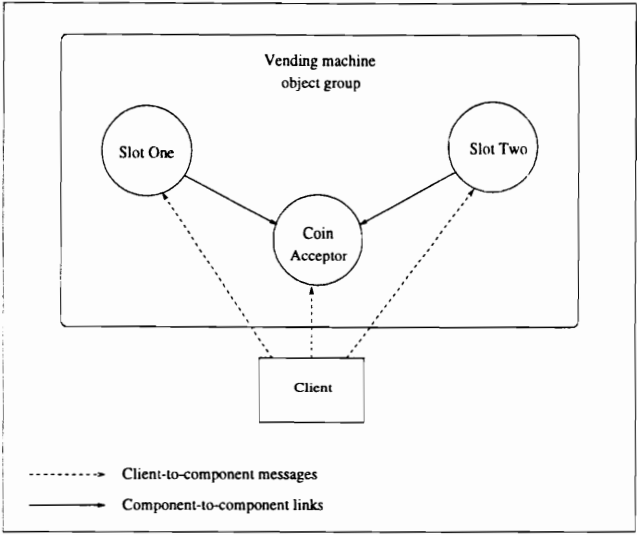 Vending machine
object group
Slot One
Slot Two
Coin
Acceptor
Client
Client-to-component messages
Component-to-component links